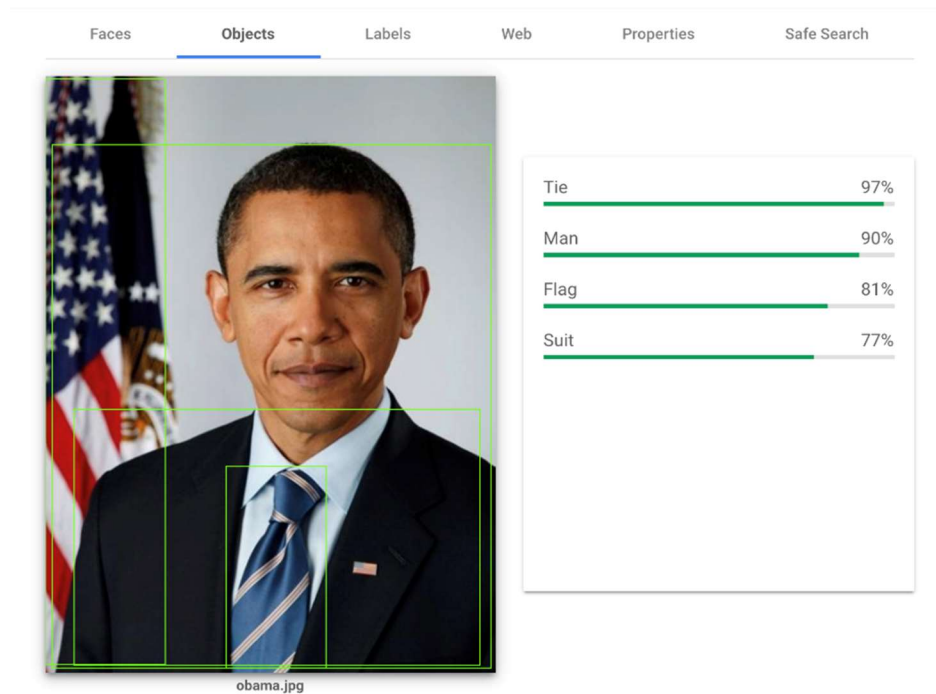 Faces Objects Labels Web Properties Safe Search
Tie 97%
Man 90%
Flag 81%
Suit 77%
obama.jpg